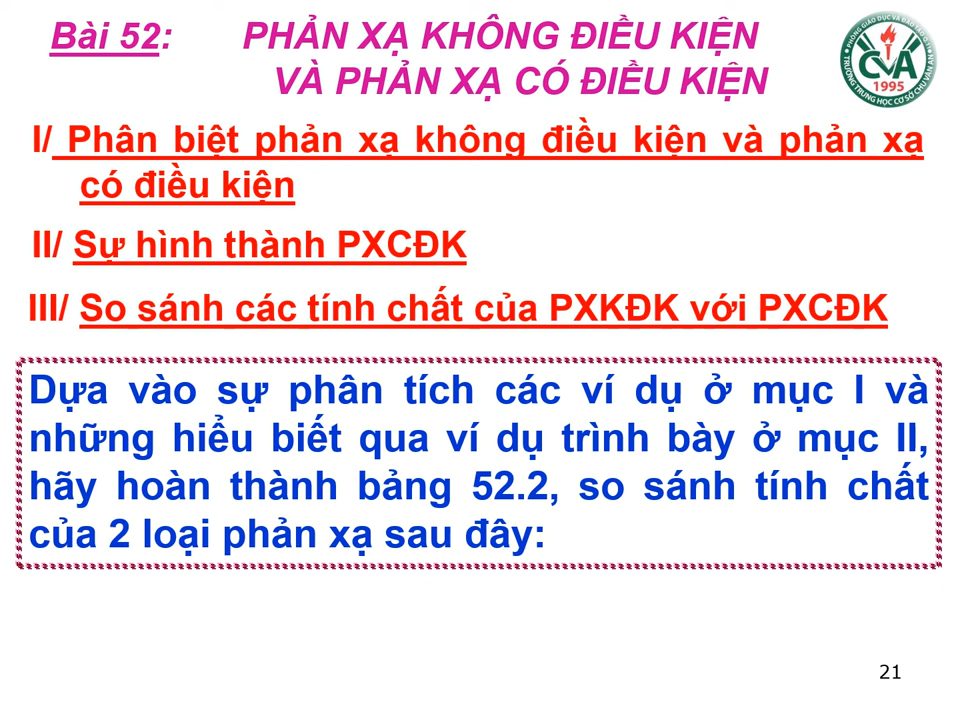 Bài 52: PHẢN XẠ KHÔNG ĐIỀU KIỆN
VÀ PHẢN XẠ CÓ ĐIỀU KIỆN
CVA
1995
I/ Phân biệt phản xạ không điều kiện và phản xạ
có điều kiện
II/ Sự hình thành PXCĐK
III/ So sánh các tính chất của PXKĐK với PXCĐK
Dựa vào sự phân tích các ví dụ ở mục I và
những hiểu biết qua ví dụ trình bày ở mục II,
hãy hoàn thành bảng 52.2, so sánh tính chất
của 2 loại phản xạ sau đây:
21